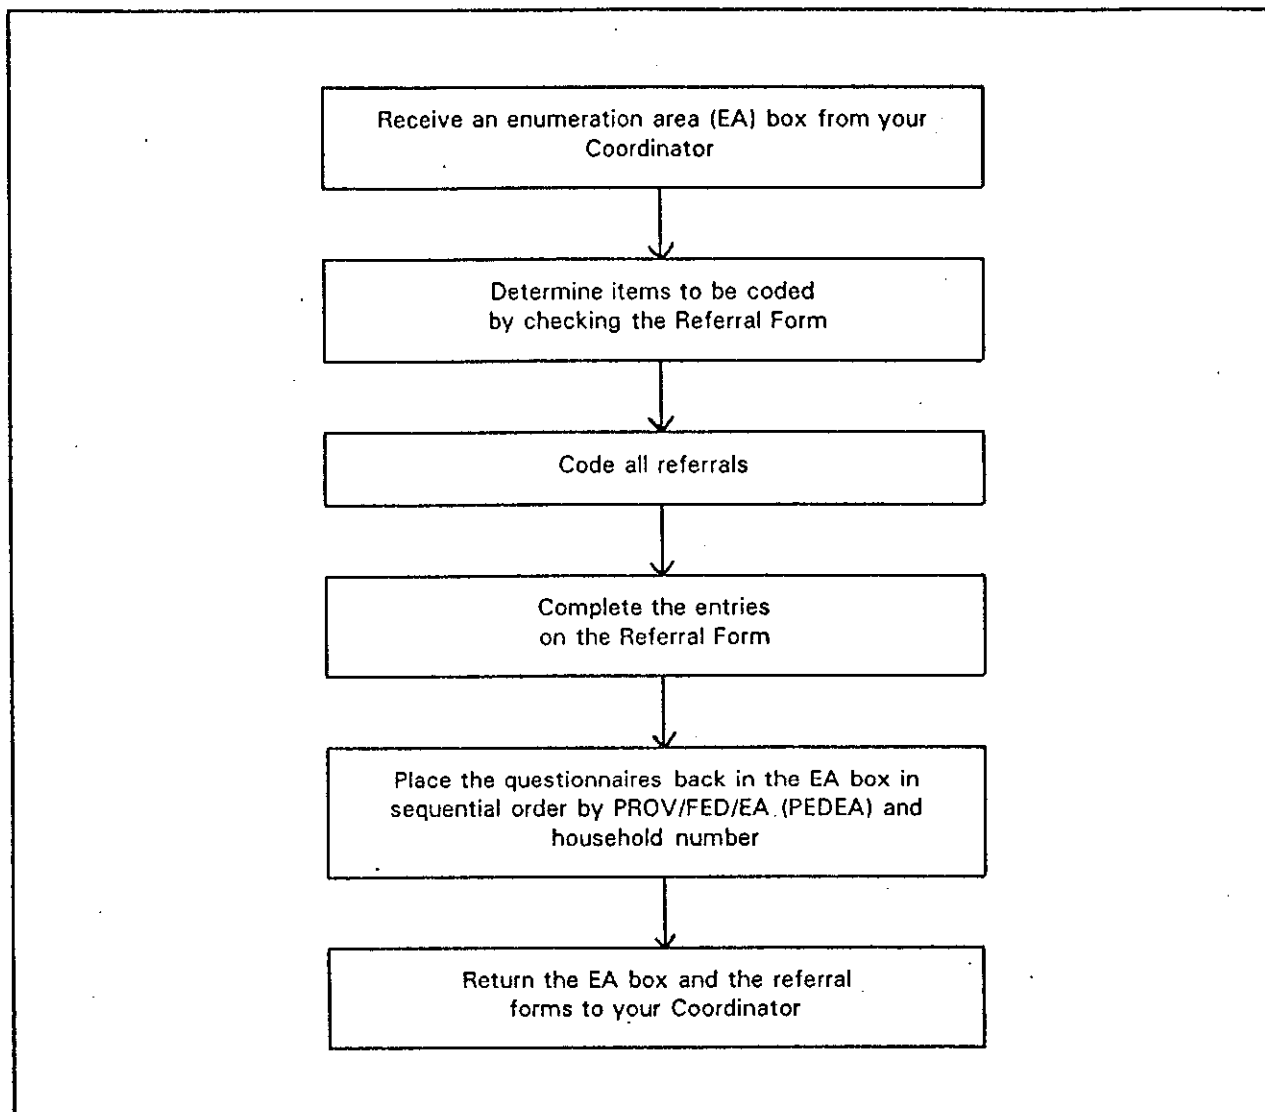 Receive an enumeration area (EA) box from your
Coordinator
Determine items to be coded
by checking the Referral Form
Code all referrals
Complete the entries
on the Referral Form
Place the questionnaires back in the EA box in
sequential order by PROV/FED/EA (PEDEA) and
household number
Return the EA box and the referral
forms to your Coordinator